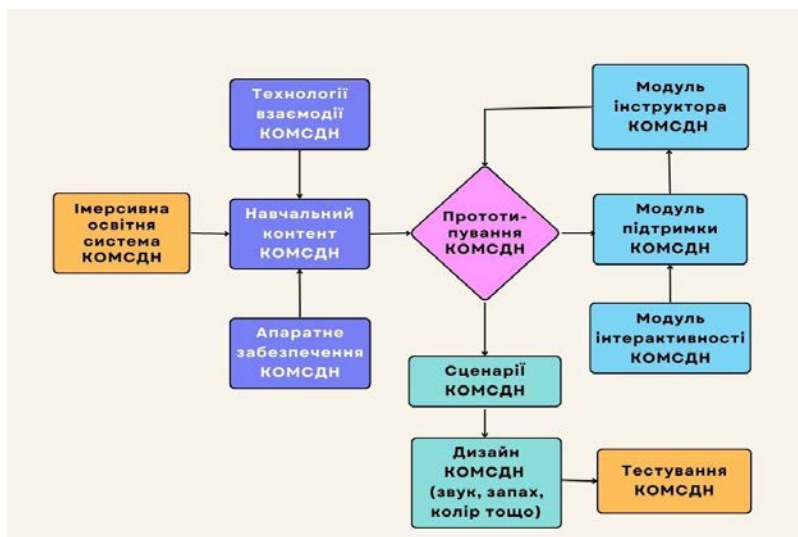 Технології
взаємодії
КОМСДН
Модуль
інструктора
КОМСДН
Імерсивна
освітня
система
КОМСДН
Навчальний
контент
КОМСДН
Прототи-
пування
КОМСДН
Модуль
підтримки
КОМСДН
Апаратне
забезпечення
КОМСДН
Модуль
інтерактивності
КОМСДН
Сценарії
КОМСДН
Дизайн
КОМСДН
(звук, запах,
колір тощо)
Тестування
КОМСДН